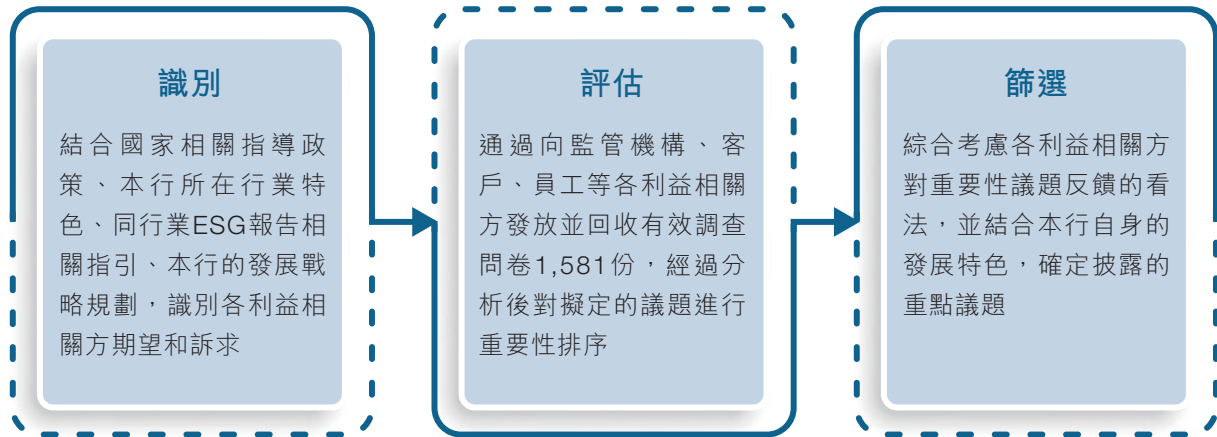 識別
結合國家相關指導政
策、本行所在行業特
色、同行業ESG報告相
關指引、本行的發展戰
略規劃，識別各利益相
關方期望和訴求
評估
通過向監管機構、客
戶、員工等各利益相關
方發放並回收有效調查
問卷1,581份，經過分
析後對擬定的議題進行
重要性排序
篩選
綜合考慮各利益相關方
對重要性議題反饋的看
法，並結合本行自身的
發展特色，確定披露的
重點議題